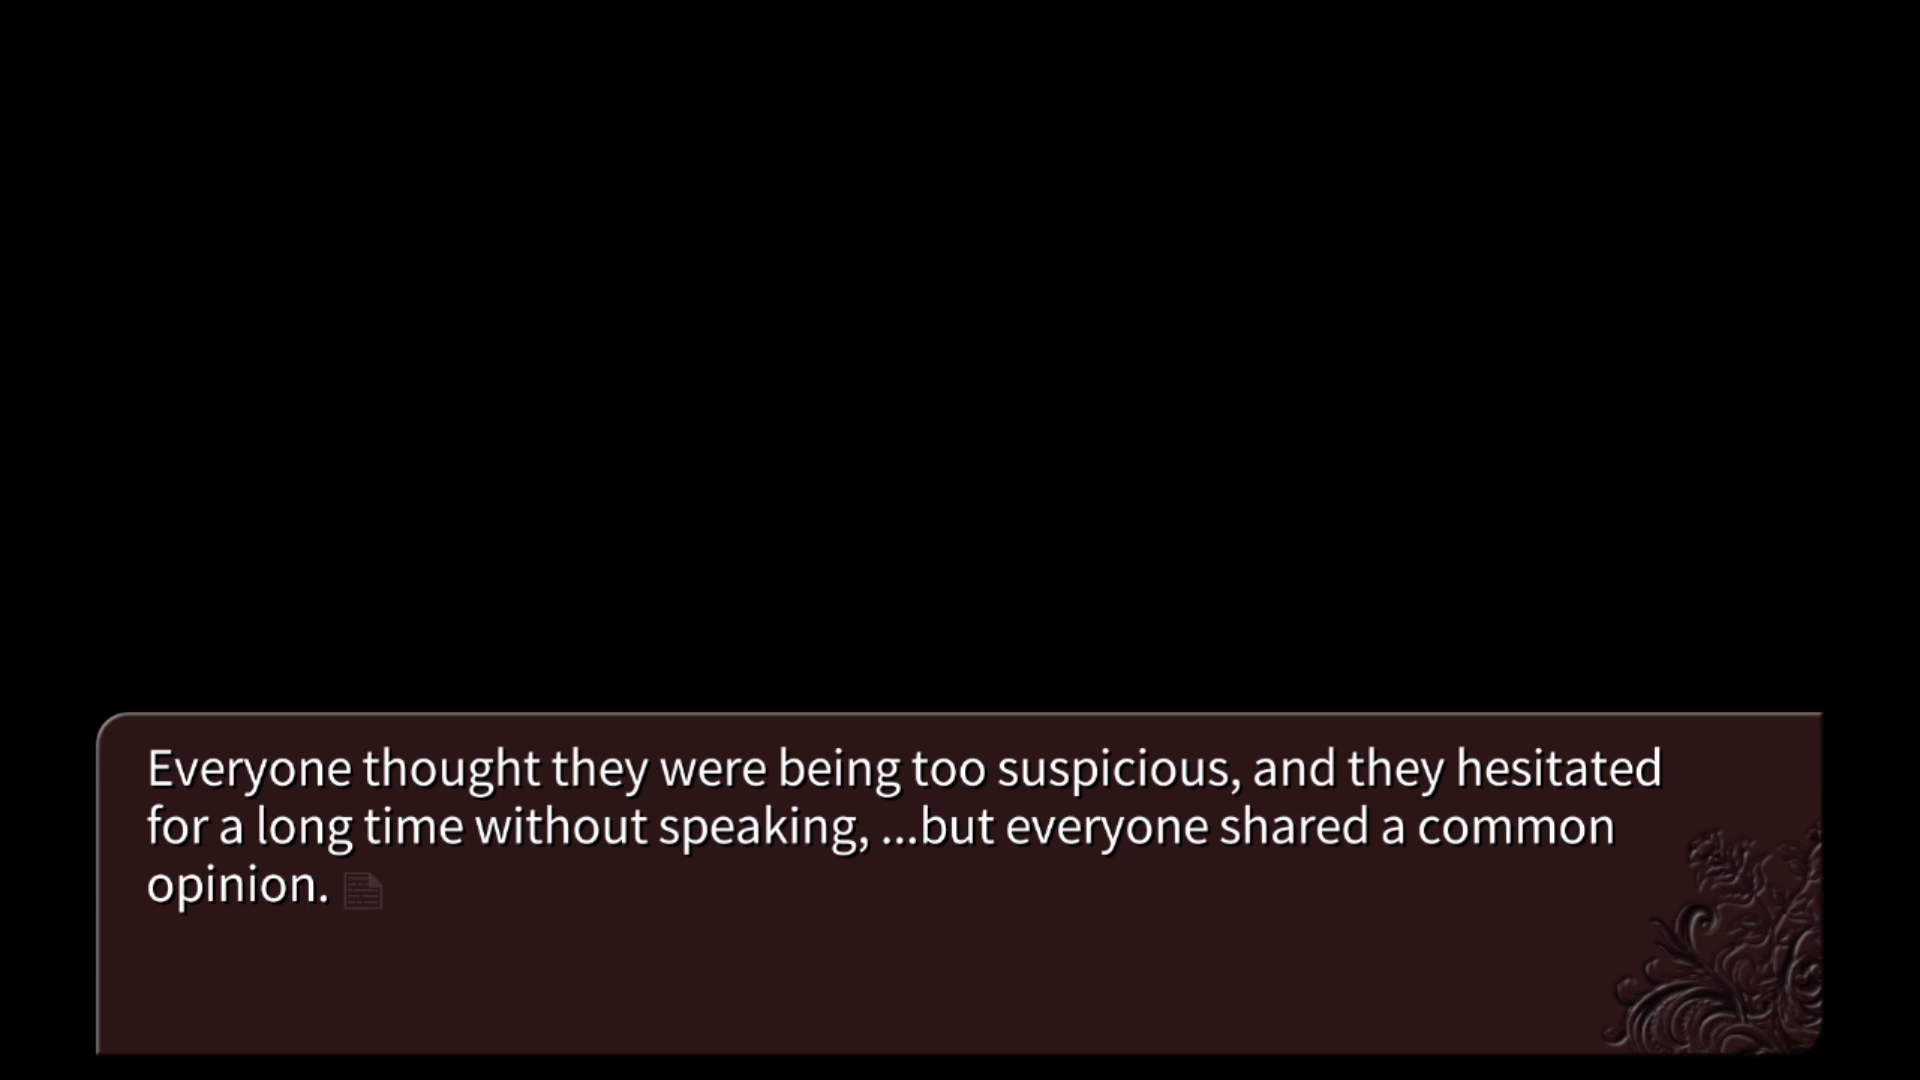 Everyone thought they were being too suspicious, and they hesitated
for a long time without speaking, ...but everyone shared a common
opinion.